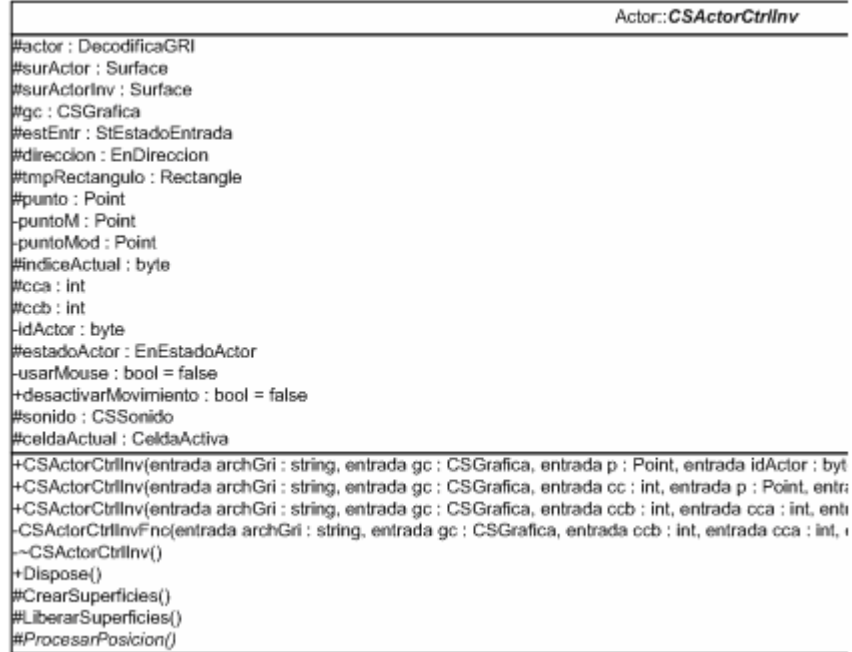 Actor::CSActorCtrlInv
#actor : DecodificaGRI
#surActor : Surface
#surActorInv : Surface
#gc : CSGrafica
#estEntr : StEstadoEntrada
#direccion : EnDireccion
#tmpRectangulo : Rectangle
#punto : Point
-puntoM : Point
-puntoMod : Point
#indiceActual : byte
#cca : int
#ccb : int
-idActor : byte
#estadoActor : EnEstadoActor
-usarMouse : bool = false
+desactivarMovimiento : bool = false
#sonido : CSSonido
#celdaActual : CeldaActiva
+CSActorCtrlInv(entrada archGri : string, entrada gc : CSGrafica, entrada p : Point, entrada idActor : byt
+CSActorCtrlInv(entrada archGri : string, entrada gc : CSGrafica, entrada cc : int, entrada p : Point, entra
+CSActorCtrlInv(entrada archGri : string, entrada gc : CSGrafica, entrada ccb : int, entrada cca : int, entr
-CSActorCtrlInvFnc(entrada archGri : string, entrada gc : CSGrafica, entrada ccb : int, entrada cca : int,
-~CSActorCtrlInv()
+Dispose()
#CrearSuperficies()
#LiberarSuperficies()
#ProcesarPosicion()